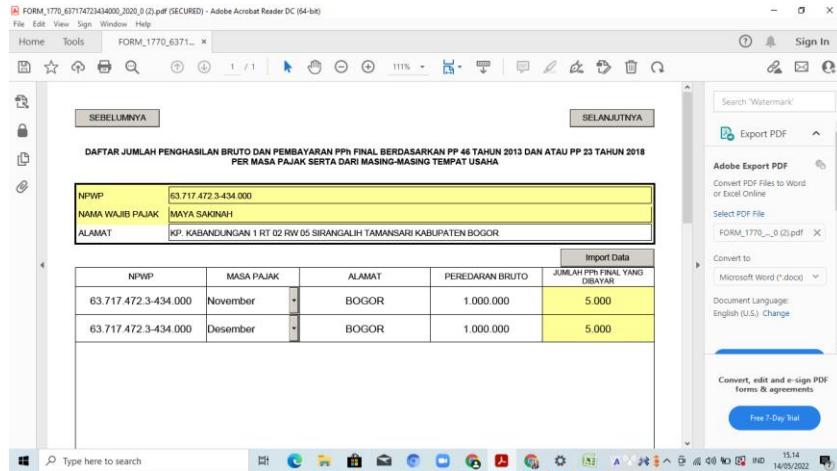 FORM_1770_637174723434000_2020_0 (2).pdf (SECURED) - Adobe Acrobat Reader DC (64-bit)
File Edit View Sign Window Help
Home Tools FORM_1770_6371... × Sign In
1 / 1 111%
SEBELUMNYA SELANJUTNYA
DAFTAR JUMLAH PENGHASILAN BRUTO DAN PEMBAYARAN PPh FINAL BERDASARKAN PP 46 TAHUN 2013 DAN ATAU PP 23 TAHUN 2018
PER MASA PAJAK SERTA DARI MASING-MASING TEMPAT USAHA
NPWP 63.717.472.3-434.000
NAMA WAJIB PAJAK MAYA SAKINAH
ALAMAT KP. KABANDUNGAN 1 RT 02 RW 05 SIRANGALIH TAMANSARI KABUPATEN BOGOR
Import Data
NPWP MASA PAJAK ALAMAT PEREDARAN BRUTO JUMLAH PPh FINAL YANG
DIBAYAR
63.717.472.3-434.000 November BOGOR 1.000.000 5.000
63.717.472.3-434.000 Desember BOGOR 1.000.000 5.000
Search 'Watermark'
Export PDF
Adobe Export PDF
Convert PDF Files to Word
or Excel Online
Select PDF File
FORM_1770_..._0 (2).pdf ×
Convert to
Microsoft Word (*.docx)
Document Language:
English (U.S.) Change
Convert, edit and e-sign PDF
forms & agreements
Free 7-Day Trial
Type here to search
IND 15.14
14/05/2022